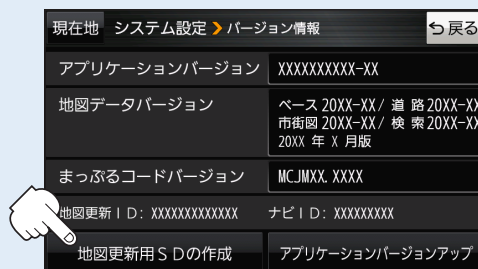 現在地 システム設定 バージョン情報 戻る
アプリケーションバージョン XXXXXXXXXX-XX
地図データバージョン ベース 20XX-XX/ 道 路 20XX-XX
市街図 20XX-XX/ 検 索 20XX-XX
20XX 年 X 月版
まっぷるコードバージョン MCJMXX. XXXX
地図更新ID: XXXXXXXXXXXXX ナビID: XXXXXXXXX
地図更新用SDの作成 アプリケーションバージョンアップ